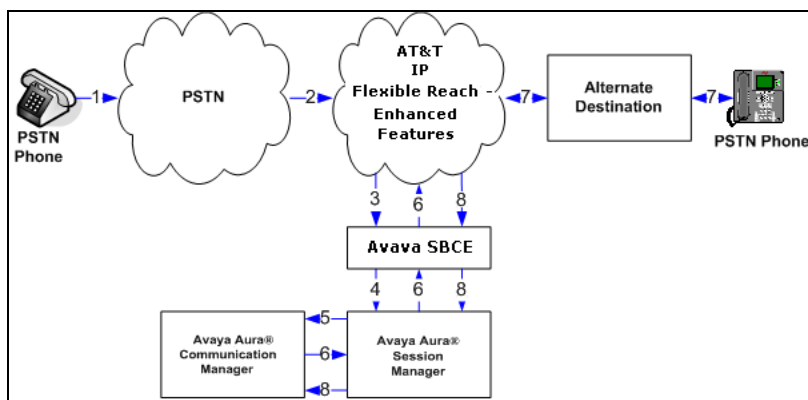 AT&T
IP
Flexible Reach -
Enhanced
Features
PSTN
1
2
7
Alternate
Destination
7
PSTN
Phone
PSTN Phone
3
6
8
Avaya SBCE
4
6
8
Avaya Aura®
Communication
Manager
5
6
8
Avaya Aura®
Session
Manager